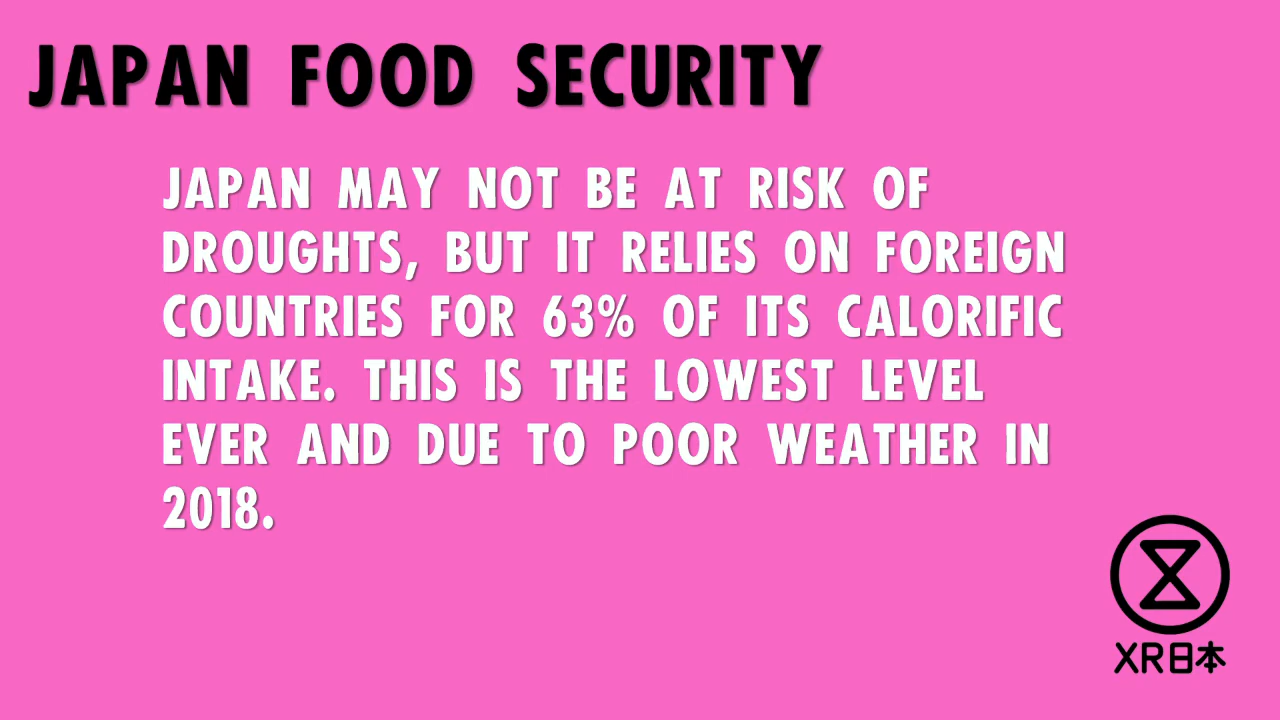 JAPAN FOOD SECURITY
JAPAN MAY NOT BE AT RISK OF
DROUGHTS, BUT IT RELIES ON FOREIGN
COUNTRIES FOR 63% OF ITS CALORIFIC
INTAKE. THIS IS THE LOWEST LEVEL
EVER AND DUE TO POOR WEATHER IN
2018.
XR日本